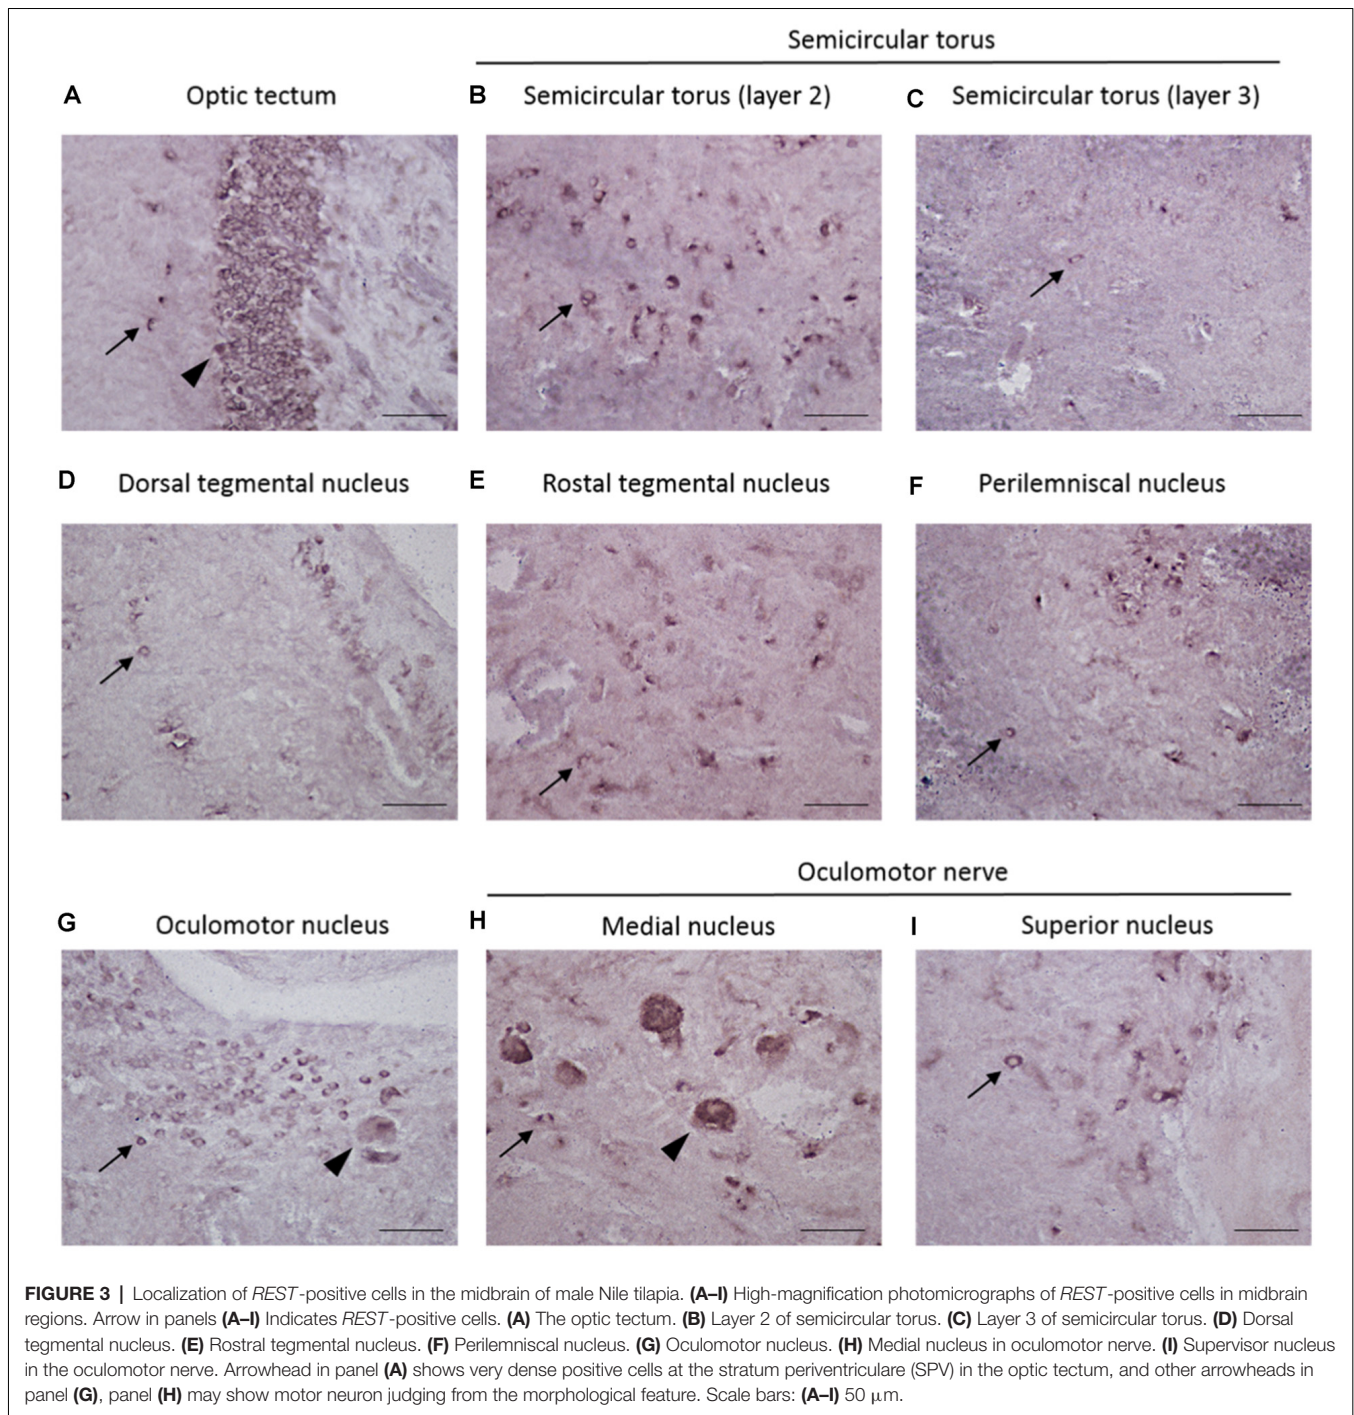 Semicircular torus
A Optic tectum
B Semicircular torus (layer 2)
C Semicircular torus (layer 3)
D Dorsal tegmental nucleus
E Rostal tegmental nucleus
F Perilemniscal nucleus
Oculomotor nerve
G Oculomotor nucleus
H Medial nucleus
I Superior nucleus
FIGURE 3 | Localization of REST-positive cells in the midbrain of male Nile tilapia. (A–I) High-magnification photomicrographs of REST-positive cells in midbrain
regions. Arrow in panels (A–I) Indicates REST-positive cells. (A) The optic tectum. (B) Layer 2 of semicircular torus. (C) Layer 3 of semicircular torus. (D) Dorsal
tegmental nucleus. (E) Rostral tegmental nucleus. (F) Perilemniscal nucleus. (G) Oculomotor nucleus. (H) Medial nucleus in oculomotor nerve. (I) Supervisor nucleus
in the oculomotor nerve. Arrowhead in panel (A) shows very dense positive cells at the stratum periventriculare (SPV) in the optic tectum, and other arrowheads in
panel (G), panel (H) may show motor neuron judging from the morphological feature. Scale bars: (A–I) 50 μm.